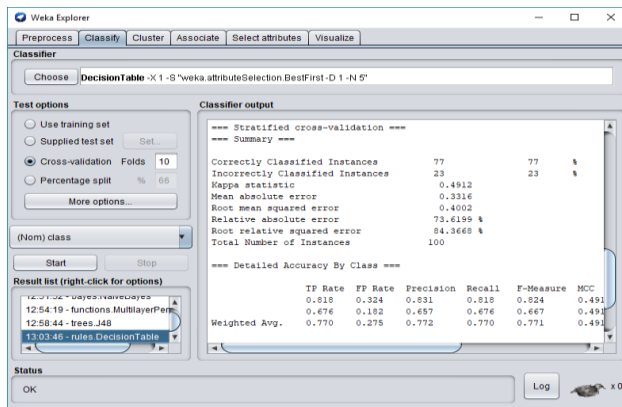 Weka Explorer
Preprocess Classify Cluster Associate Select attributes Visualize
Classifier
Choose DecisionTable -X 1 -S "weka.attributeSelection.BestFirst -D 1 -N 5"
Test options
Use training set
Supplied test set Set...
Cross-validation Folds 10
Percentage split % 66
More options...
(Nom) class
Start Stop
Result list (right-click for options)
12:51:52 - bayes.NaiveBayes
12:54:19 - functions.MultilayerPer
12:58:44 - trees.J48
13:03:46 - rules.DecisionTable
Classifier output
=== Stratified cross-validation ===
=== Summary ===
Correctly Classified Instances 77 77 %
Incorrectly Classified Instances 23 23 %
Kappa statistic 0.4912
Mean absolute error 0.3316
Root mean squared error 0.4002
Relative absolute error 73.6199 %
Root relative squared error 84.3668 %
Total Number of Instances 100
=== Detailed Accuracy By Class ===
TP Rate FP Rate Precision Recall F-Measure MCC
0.818 0.324 0.831 0.818 0.824 0.491
0.676 0.182 0.657 0.676 0.667 0.491
Weighted Avg. 0.770 0.275 0.772 0.770 0.771 0.491
Status
OK
Log x 0